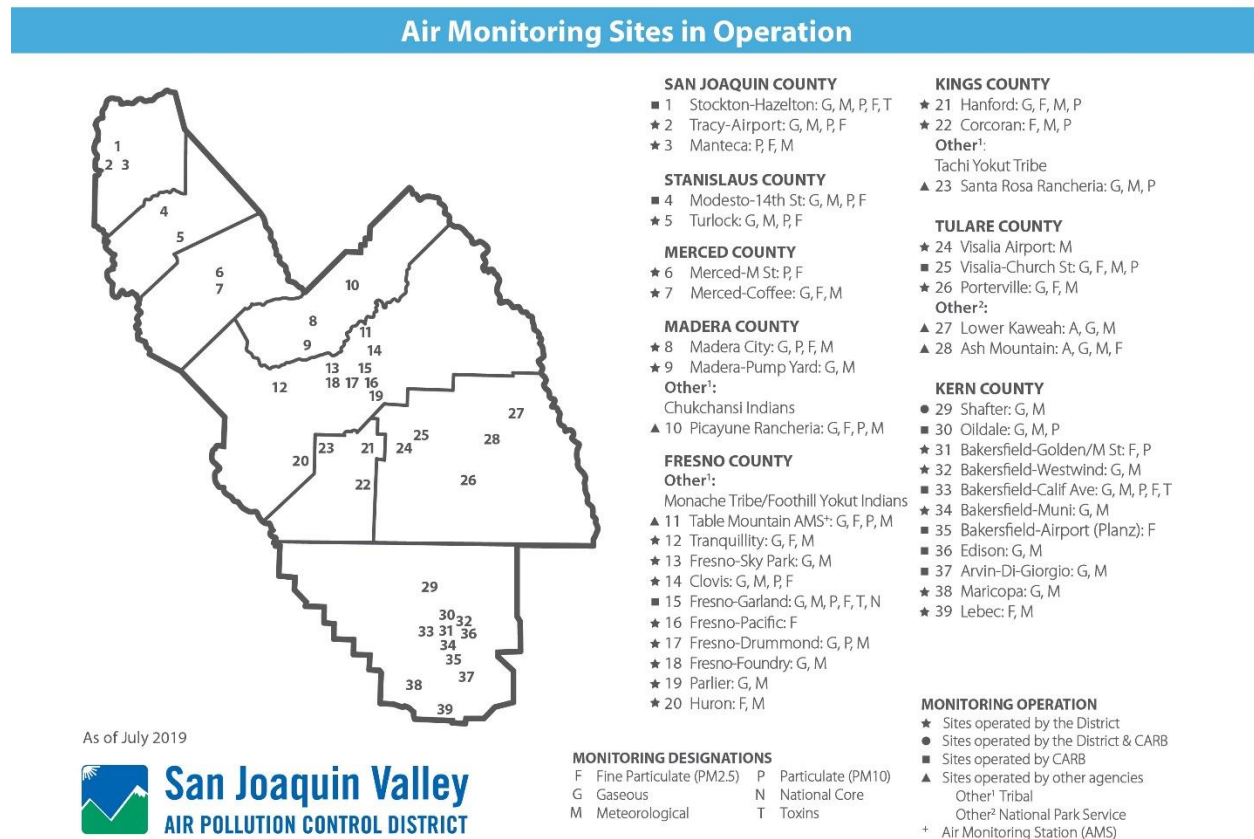 Air Monitoring Sites in Operation
1
2 3
4
5
6
7
8
9
10
11
12
13
14
15
16
17
18
19
20
21
22
23
24
25
26
27
28
29
30
31
32
33
34
35
36
37
38
39
SAN JOAQUIN COUNTY
■ 1 Stockton-Hazelton: G, M, P, F, T
★ 2 Tracy-Airport: G, M, P, F
★ 3 Manteca: P, F, M
STANISLAUS COUNTY
■ 4 Modesto-14th St: G, M, P, F
★ 5 Turlock: G, M, P, F
MERCED COUNTY
★ 6 Merced-M St: P, F
★ 7 Merced-Coffee: G, F, M
MADERA COUNTY
★ 8 Madera City: G, P, F, M
★ 9 Madera-Pump Yard: G, M
Other¹:
Chukchansi Indians
▲ 10 Picayune Rancheria: G, F, P, M
FRESNO COUNTY
Other¹:
Monache Tribe/Foothill Yokut Indians
▲ 11 Table Mountain AMS⁺: G, F, P, M
★ 12 Tranquillity: G, F, M
★ 13 Fresno-Sky Park: G, M
★ 14 Clovis: G, M, P, F
■ 15 Fresno-Garland: G, M, P, F, T, N
★ 16 Fresno-Pacific: F
★ 17 Fresno-Drummond: G, P, M
★ 18 Fresno-Foundry: G, M
★ 19 Parlier: G, M
★ 20 Huron: F, M
KINGS COUNTY
★ 21 Hanford: G, F, M, P
★ 22 Corcoran: F, M, P
Other¹:
Tachi Yokut Tribe
▲ 23 Santa Rosa Rancheria: G, M, P
TULARE COUNTY
★ 24 Visalia Airport: M
■ 25 Visalia-Church St: G, F, M, P
★ 26 Porterville: G, F, M
Other²:
▲ 27 Lower Kaweah: A, G, M
▲ 28 Ash Mountain: A, G, M, F
KERN COUNTY
● 29 Shafter: G, M
■ 30 Oildale: G, M, P
★ 31 Bakersfield-Golden/M St: F, P
★ 32 Bakersfield-Westwind: G, M
■ 33 Bakersfield-Calif Ave: G, M, P, F, T
★ 34 Bakersfield-Muni: G, M
■ 35 Bakersfield-Airport (Planz): F
■ 36 Edison: G, M
■ 37 Arvin-Di-Giorgio: G, M
★ 38 Maricopa: G, M
★ 39 Lebec: F, M
MONITORING OPERATION
★ Sites operated by the District
● Sites operated by the District & CARB
■ Sites operated by CARB
▲ Sites operated by other agencies
Other¹ Tribal
Other² National Park Service
⁺ Air Monitoring Station (AMS)
MONITORING DESIGNATIONS
F Fine Particulate (PM2.5) P Particulate (PM10)
G Gaseous N National Core
M Meteorological T Toxins
As of July 2019
San Joaquin Valley
AIR POLLUTION CONTROL DISTRICT